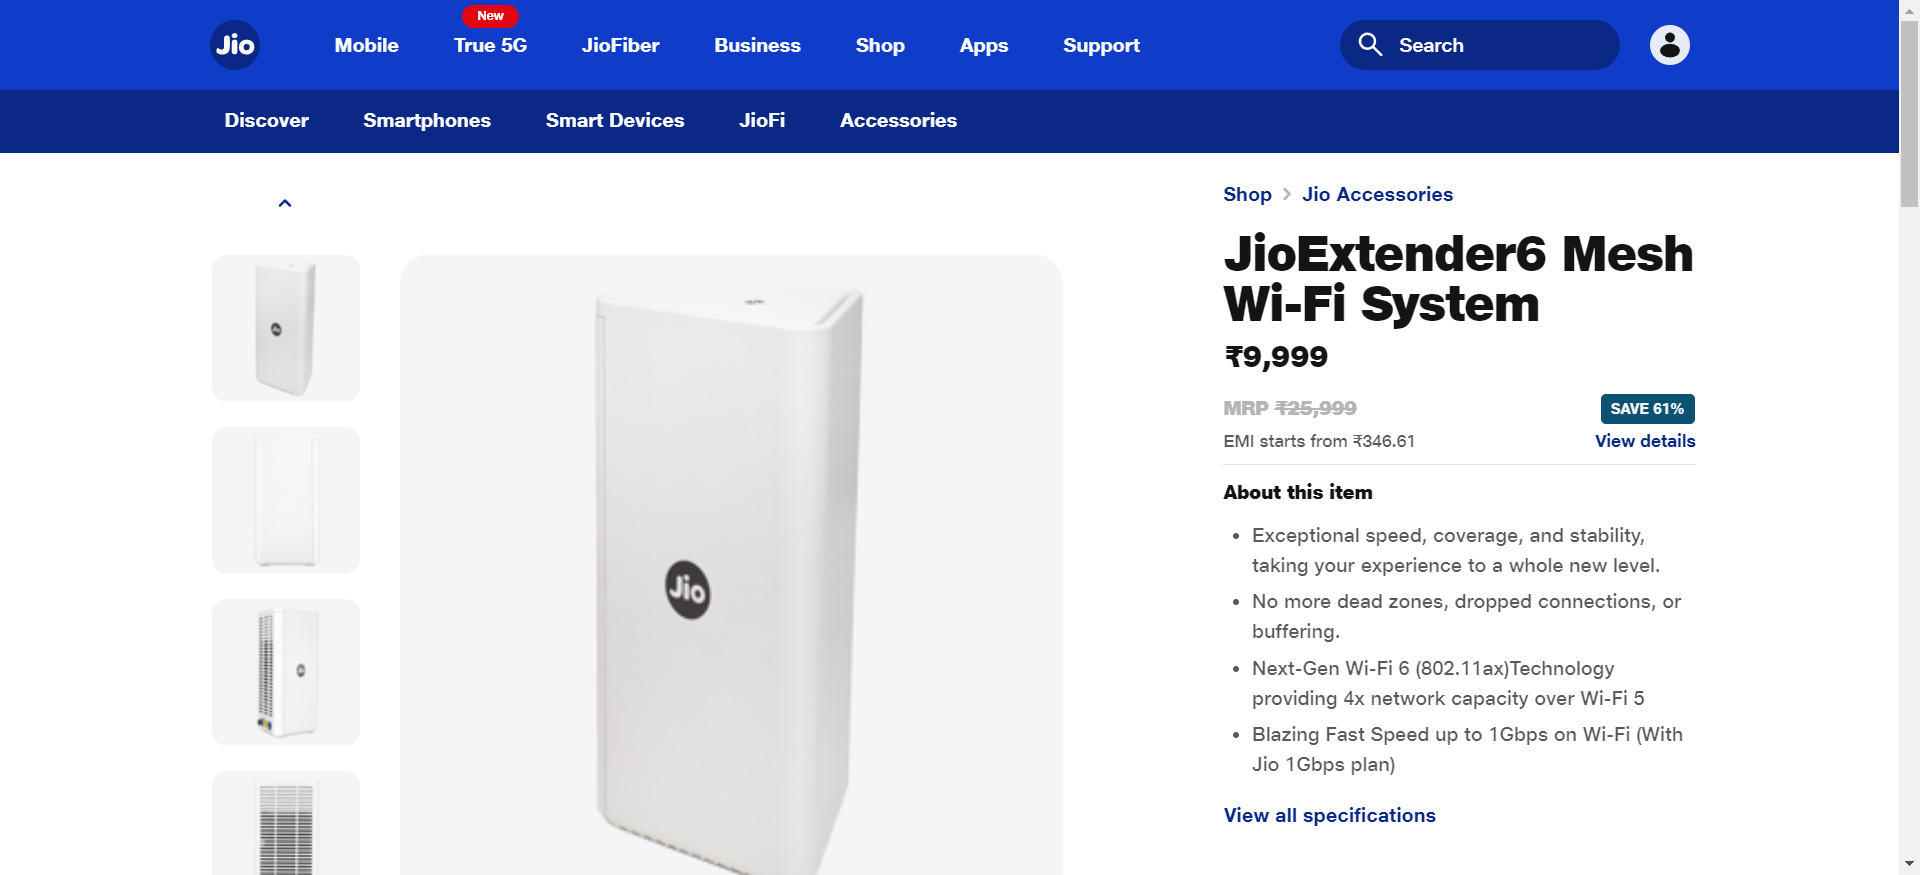 New
Jio
Mobile
True 5G
JioFiber
Business
Shop
Apps
Support
Search
Discover
Smartphones
Smart Devices
JioFi
Accessories
Shop
Jio Accessories
JioExtender6 Mesh
Wi-Fi System
₹9,999
MRP ₹25,999
SAVE 61%
EMI starts from ₹346.61
View details
About this item
Exceptional speed, coverage, and stability,
taking your experience to a whole new level.
No more dead zones, dropped connections, or
buffering.
Next-Gen Wi-Fi 6 (802.11ax)Technology
providing 4x network capacity over Wi-Fi 5
Blazing Fast Speed up to 1Gbps on Wi-Fi (With
Jio 1Gbps plan)
View all specifications
Jio
Jio
Jio